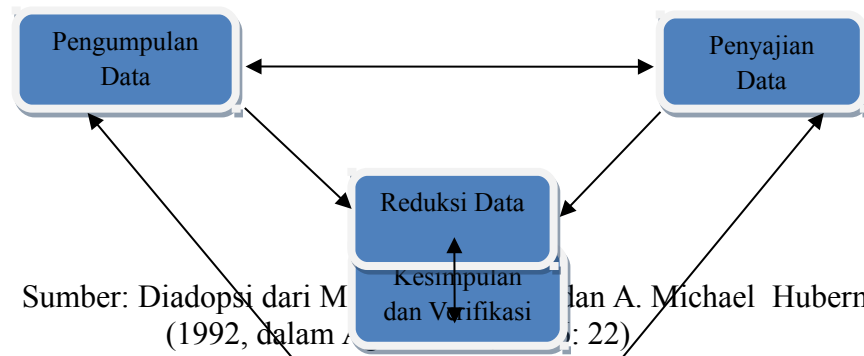 Pengumpulan
Data
Penyajian
Data
Reduksi Data
Kesimpulan
dan Verifikasi
Sumber: Diadopsi dari M dan A. Michael Hubern
(1992, dalam : 22)